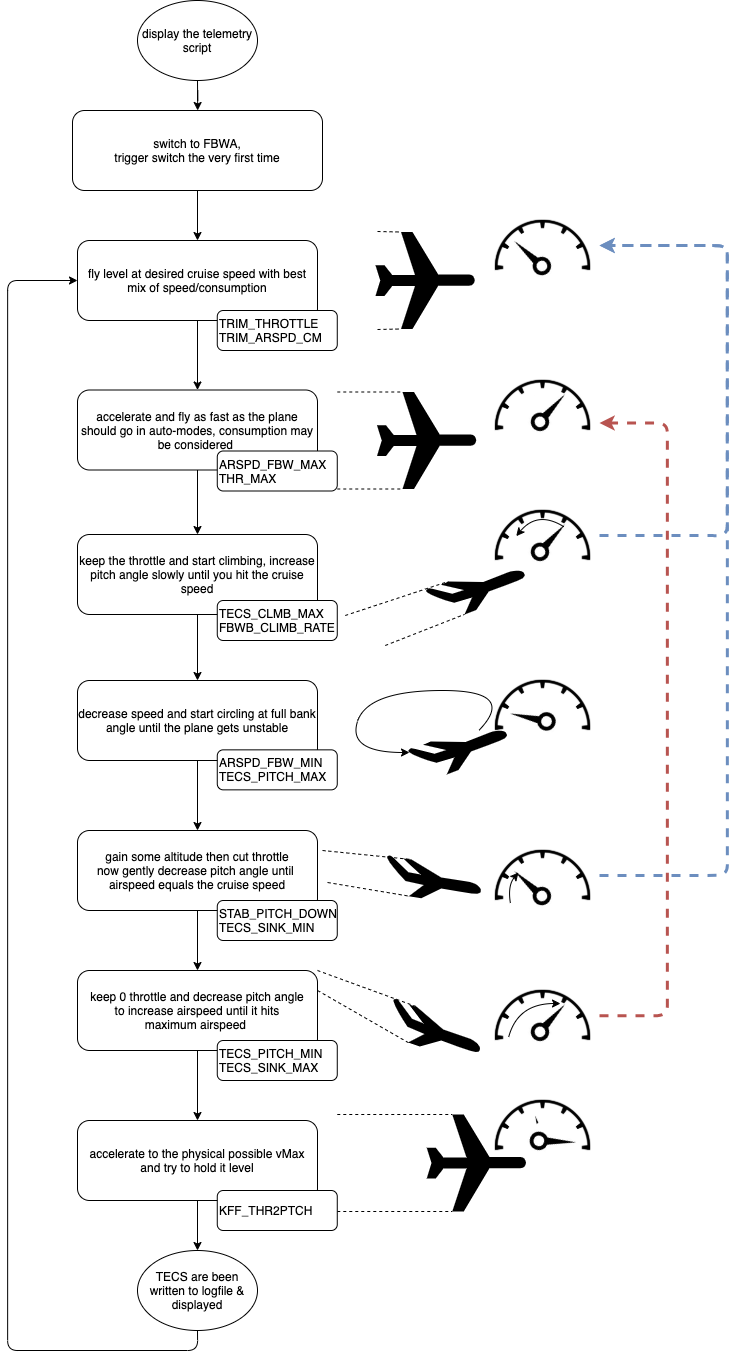 display the telemetry
script
switch to FBWA,
trigger switch the very first time
fly level at desired cruise speed with best
mix of speed/consumption
TRIM_THROTTLE
TRIM_ARSPD_CM
accelerate and fly as fast as the plane
should go in auto-modes, consumption may
be considered
ARSPD_FBW_MAX
THR_MAX
keep the throttle and start climbing, increase
pitch angle slowly until you hit the cruise
speed
TECS_CLMB_MAX
FBWB_CLIMB_RATE
decrease speed and start circling at full bank
angle until the plane gets unstable
ARSPD_FBW_MIN
TECS_PITCH_MAX
gain some altitude then cut throttle
now gently decrease pitch angle until
airspeed equals the cruise speed
STAB_PITCH_DOWN
TECS_SINK_MIN
keep 0 throttle and decrease pitch angle
to increase airspeed until it hits
maximum airspeed
TECS_PITCH_MIN
TECS_SINK_MAX
accelerate to the physical possible vMax
and try to hold it level
KFF_THR2PTCH
TECS are been
written to logfile &
displayed